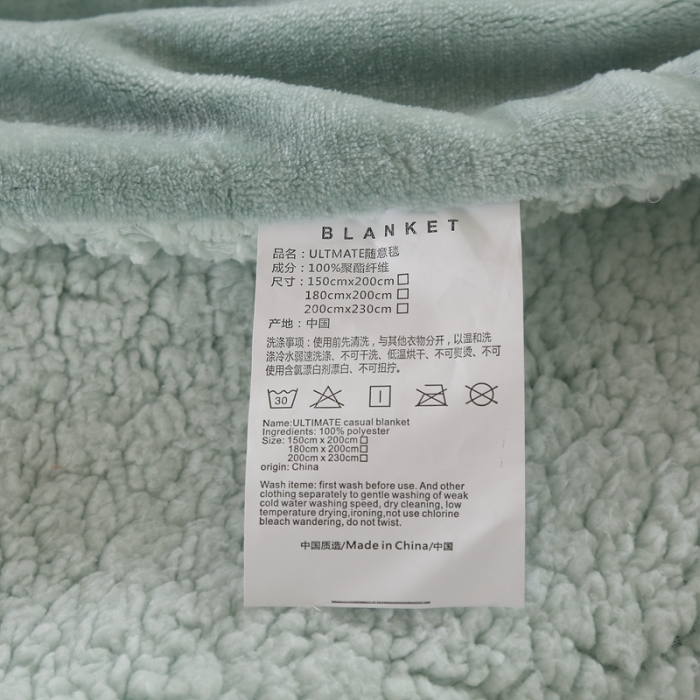 BLANKET
品名：ULTMATE随意毯
成分：100%聚酯纤维
尺寸：150cmx200cm
180cmx200cm
200cmx230cm
产地：中国
洗涤事项：使用前先清洗，与其他衣物分开，以湿和洗
涤冷水弱速洗涤、不可干洗、低温烘干、不可熨烫、不可
使用含氯漂白剂漂白、不可扭拧。
30
Name:ULTIMATE casual blanket
Ingredients: 100% polyester
Size: 150cm x 200cm
180cm x 200cm
200cm x 230cm
origin: China
Wash iteme: first wash before use. And other
clothing separately to gentle washing of weak
cold water washing speed, dry cleaning, low
temperature drying,ironing,not use chlorine
bleach wandering, do not twist.
中国质造/Made in China/中国